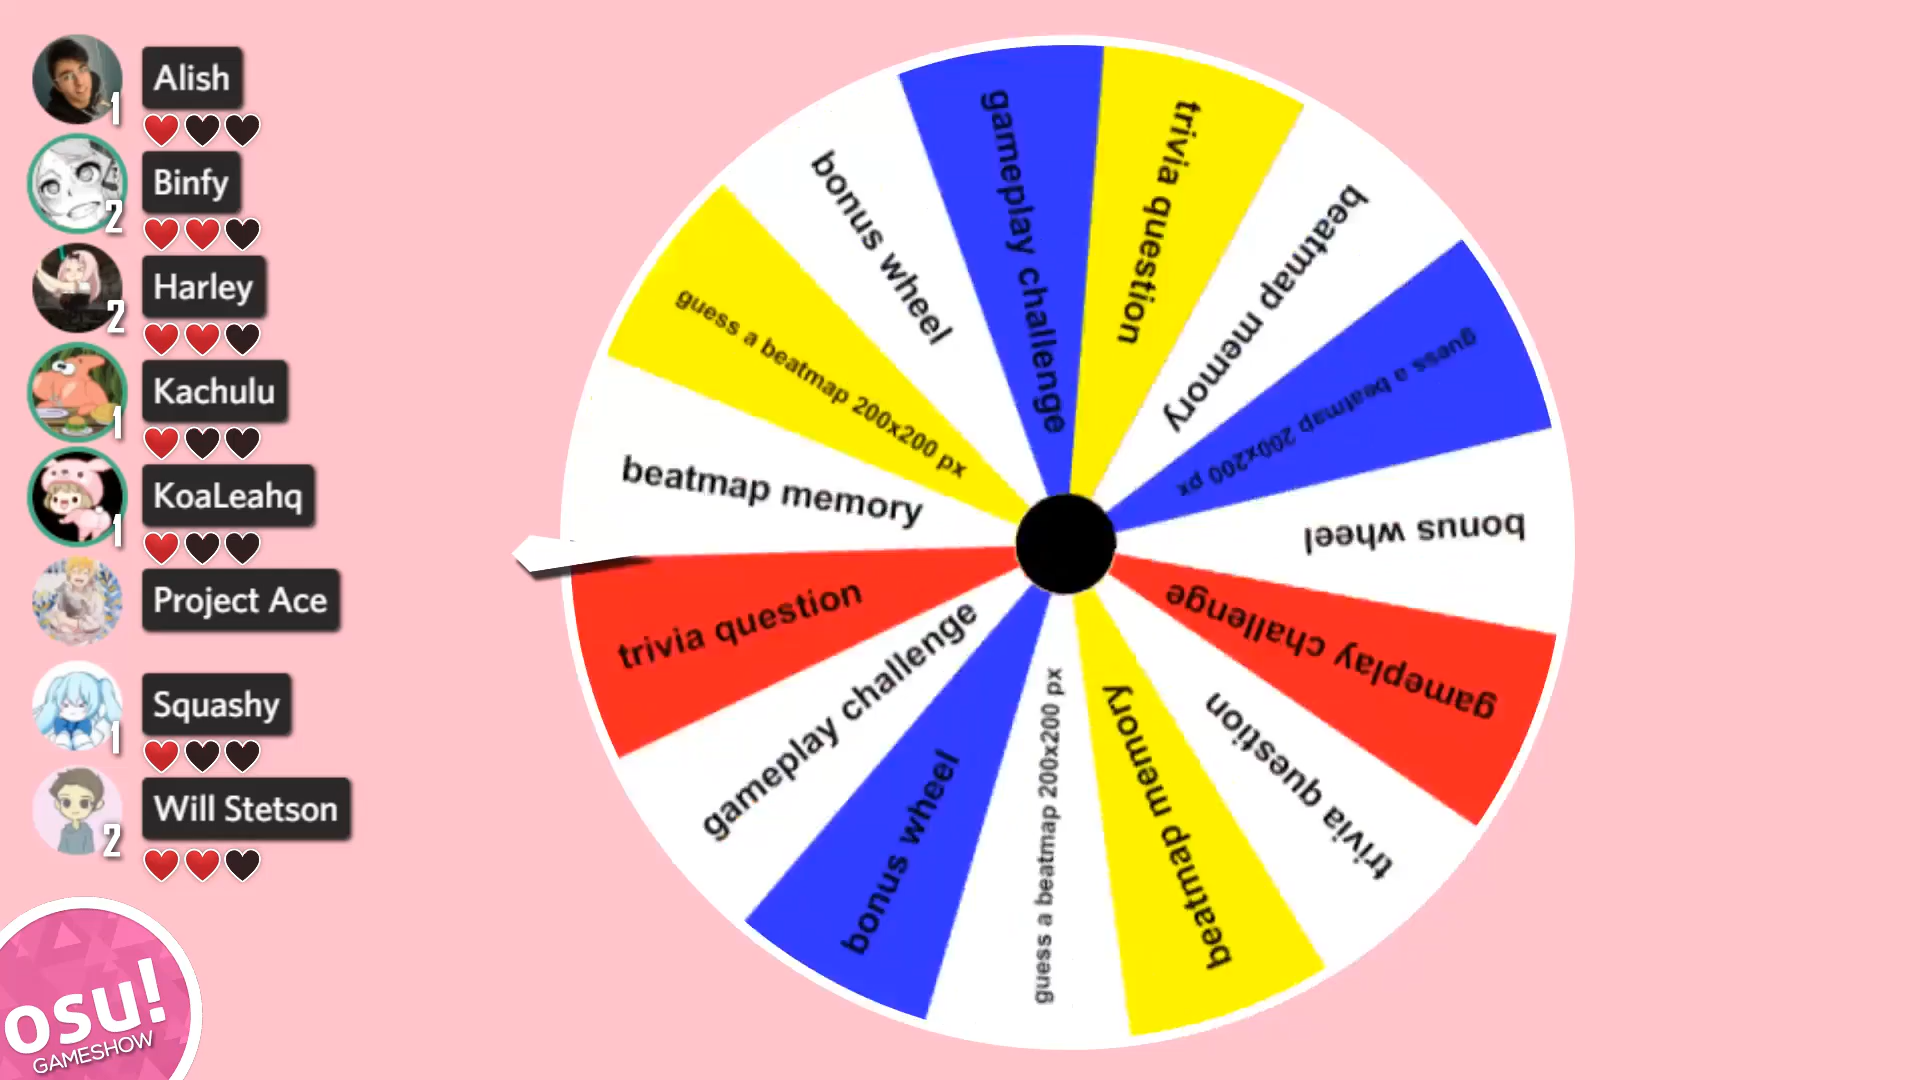 Alish
1
Binfy
2
Harley
2
Kachulu
1
KoaLeahq
1
Project Ace
Squashy
1
Will Stetson
2
osu!
GAMESHOW
gameplay challenge
trivia question
beatmap memory
guess a beatmap 200x200 px
bonus wheel
gameplay challenge
trivia question
beatmap memory
guess a beatmap 200x200 px
bonus wheel
gameplay challenge
trivia question
beatmap memory
guess a beatmap 200x200 px
bonus wheel